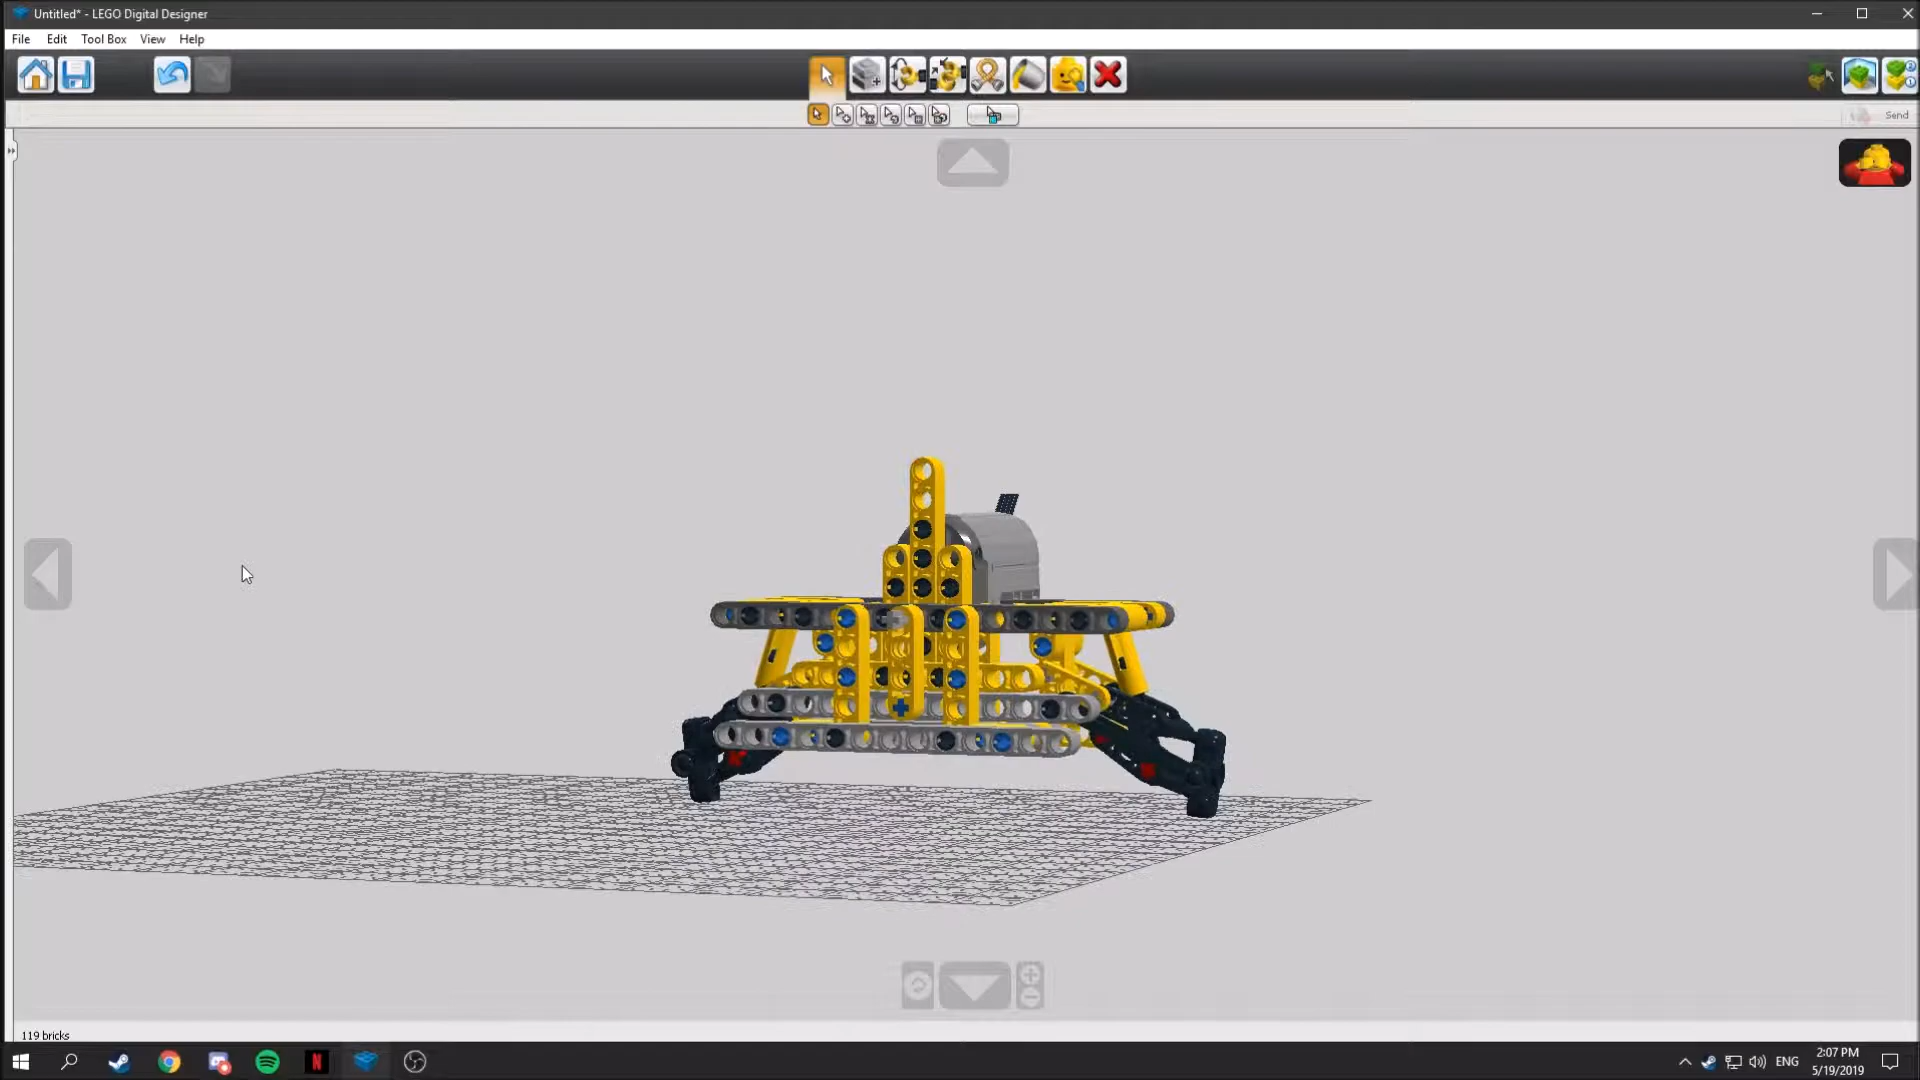 Untitled* - LEGO Digital Designer
File Edit Tool Box View Help
Send
119 bricks
N
ENG
2:07 PM
5/19/2019